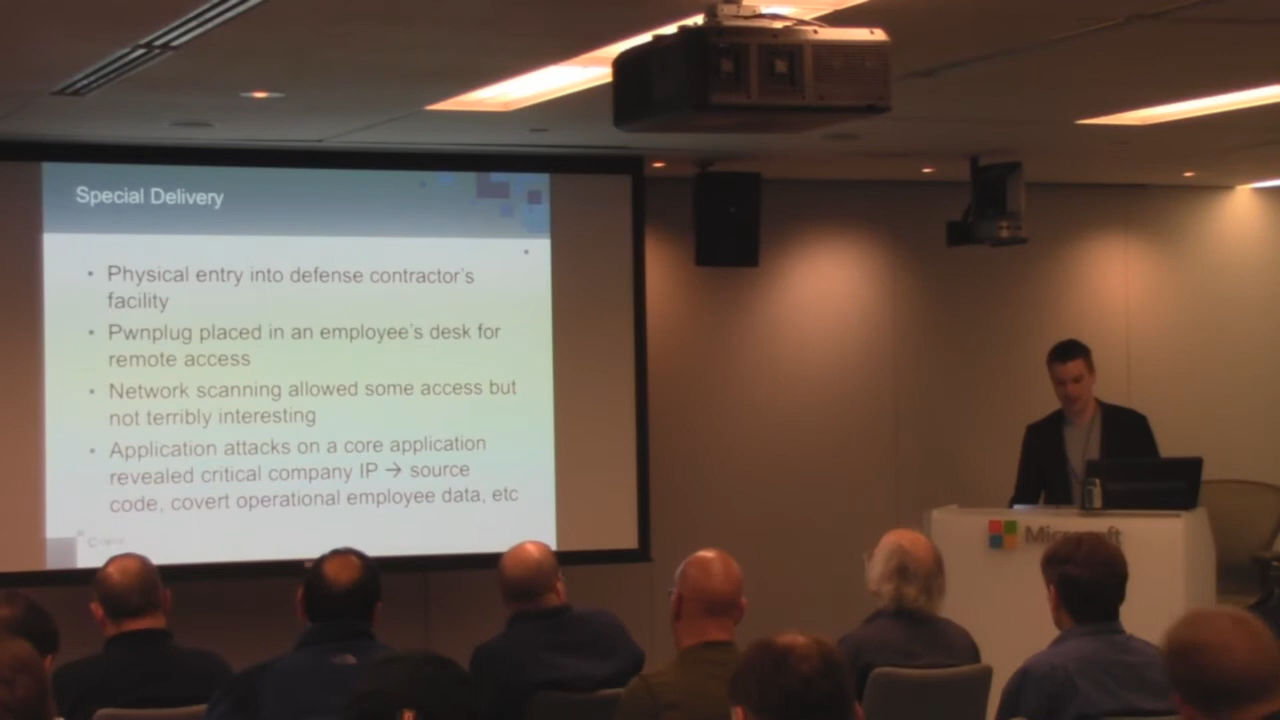 Special Delivery
• Physical entry into defense contractor's
facility
• Pwnplug placed in an employee's desk for
remote access
• Network scanning allowed some access but
not terribly interesting
• Application attacks on a core application
revealed critical company IP → source
code, covert operational employee data, etc
Microsoft